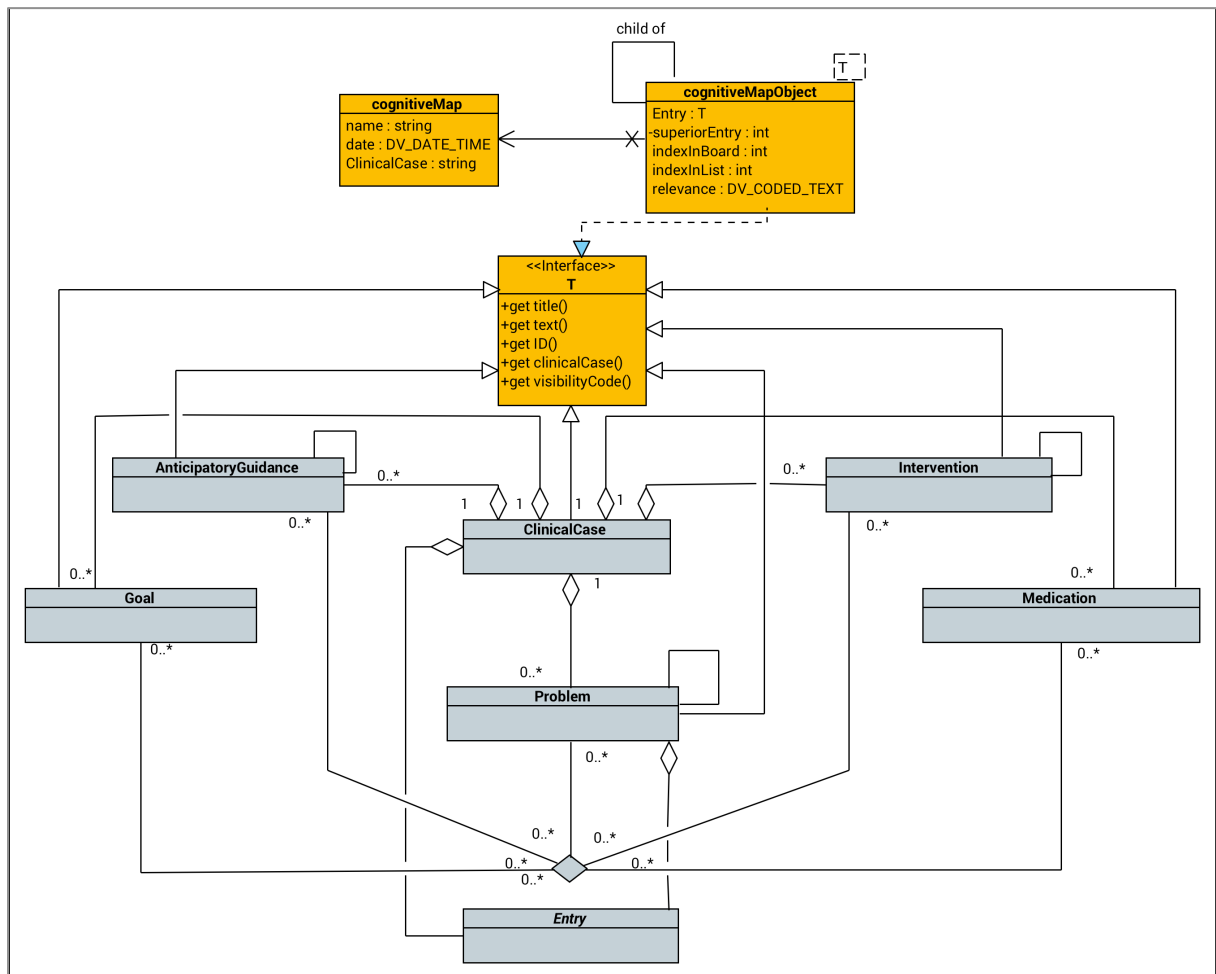 child of
T
cognitiveMapObject
Entry : T
-superiorEntry : int
indexInBoard : int
indexInList : int
relevance : DV_CODED_TEXT
cognitiveMap
name : string
date : DV_DATE_TIME
ClinicalCase : string
<<Interface>>
T
+get title()
+get text()
+get ID()
+get clinicalCase()
+get visibilityCode()
AnticipatoryGuidance
0..*
0..*
Intervention
0..*
0..*
1
1
1
1
ClinicalCase
1
0..*
Goal
0..*
0..*
Medication
0..*
0..*
Problem
0..*
0..*
0..*
0..*
0..*
0..*
Entry